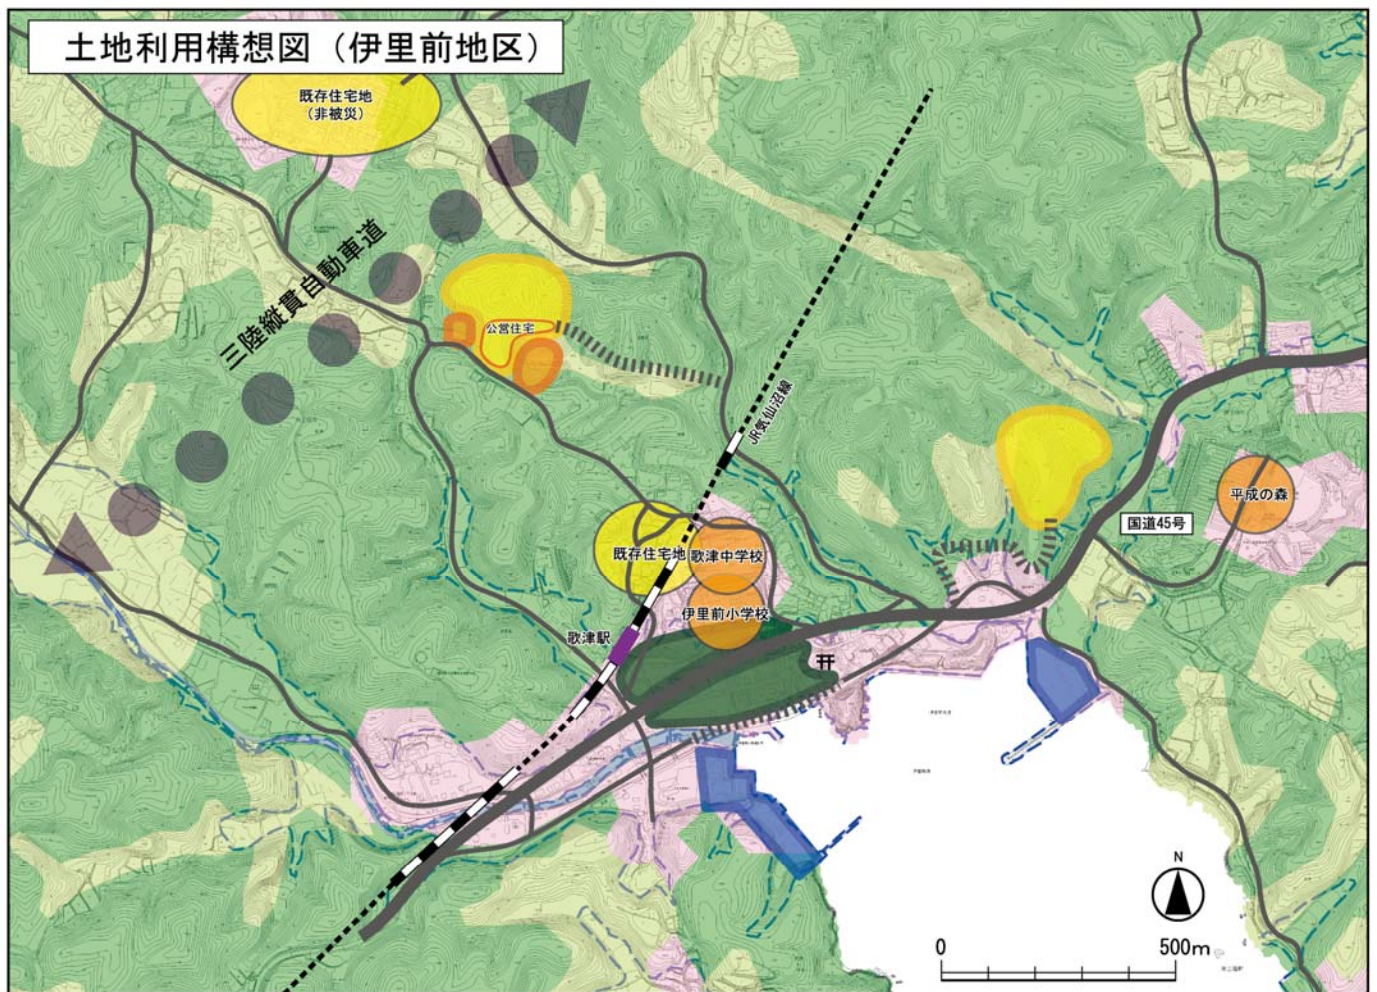 土地利用構想図（伊里前地区）
既存住宅地
（非被災）
三陸縦貫自動車道
公営住宅
JR気仙沼線
平成の森
国道45号
既存住宅地
歌津中学校
伊里前小学校
歌津駅
N
0
500m